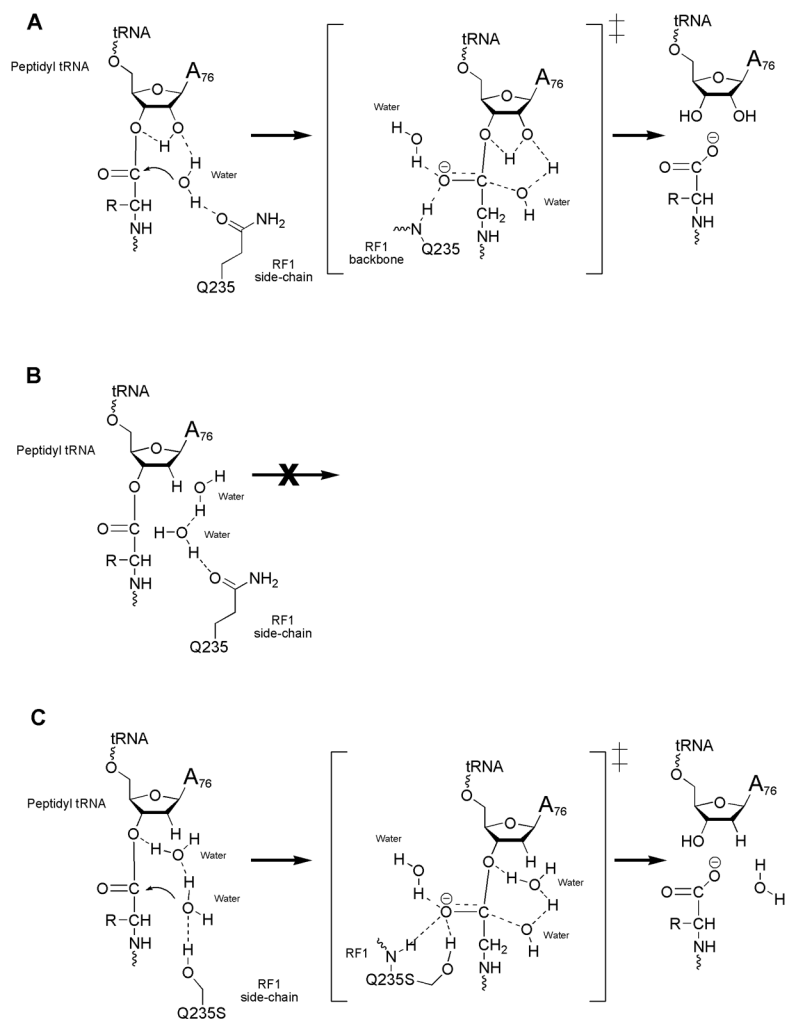 A
tRNA
O
Peptidyl tRNA
O
A76
O
O
H
O
C
H
O
Water
H
R
CH
NH
O
NH2
RF1
side-chain
Q235
tRNA
O
O
A76
Water
H
O
H
O
O
H
H
⊖
O
C
O
H
Water
H
CH2
N
NH
Q235
RF1
backbone
‡
tRNA
O
O
A76
HO
OH
⊖
O
O
C
R
CH
NH
B
tRNA
O
Peptidyl tRNA
O
A76
O
H
H
O
Water
H
O
C
H
O
Water
H
R
CH
NH
O
NH2
RF1
side-chain
Q235
X
C
tRNA
O
Peptidyl tRNA
O
A76
O
H
H
H
O
Water
H
O
C
O
Water
H
R
CH
NH
H
O
RF1
side-chain
Q235S
tRNA
O
O
A76
Water
H
O
H
O
H
H
H
O
Water
H
⊖
O
C
O
Water
H
CH2
NH
RF1
N
H
H
O
Q235S
‡
tRNA
O
O
A76
HO
H
⊖
O
O
C
H
O
H
R
CH
NH